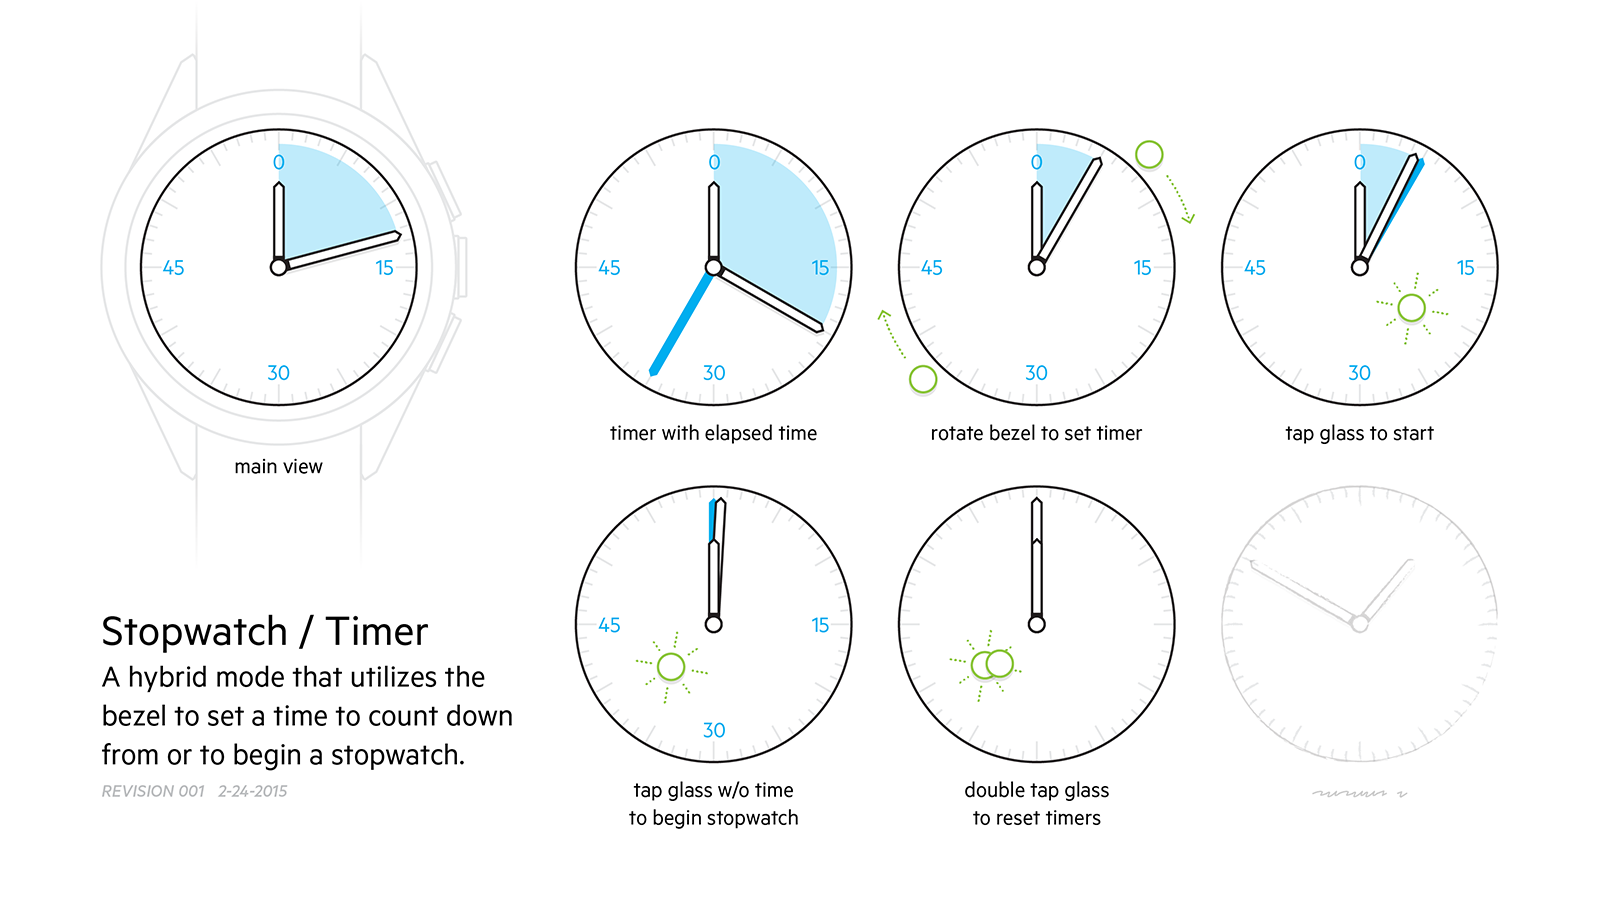 0
15
30
45
main view
Stopwatch / Timer
A hybrid mode that utilizes the
bezel to set a time to count down
from or to begin a stopwatch.
REVISION 001 2-24-2015
0
15
30
45
timer with elapsed time
0
15
30
45
rotate bezel to set timer
0
15
30
45
tap glass to start
45
15
30
tap glass w/o time
to begin stopwatch
double tap glass
to reset timers